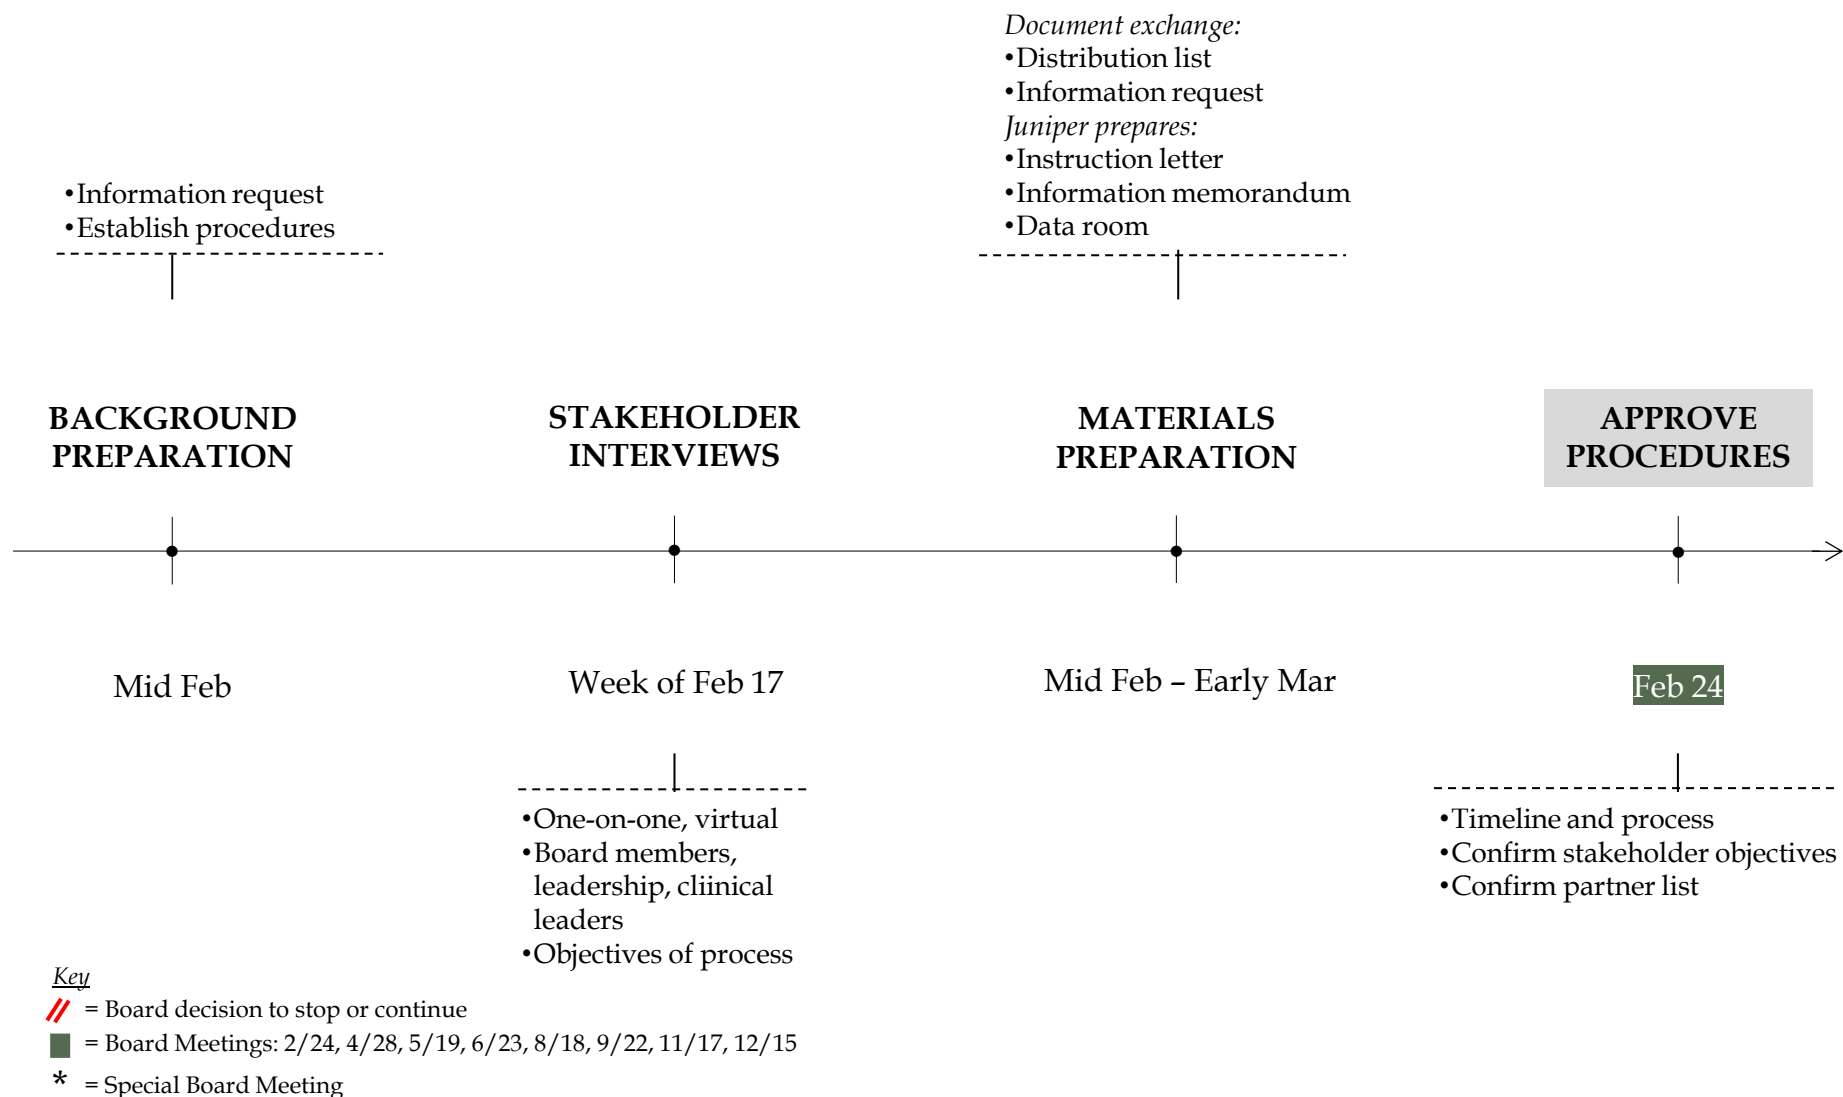 Document exchange:
•Distribution list
•Information request
Juniper prepares:
•Instruction letter
•Information memorandum
•Data room
•Information request
•Establish procedures
BACKGROUND
PREPARATION
STAKEHOLDER
INTERVIEWS
MATERIALS
PREPARATION
APPROVE
PROCEDURES
Mid Feb
Week of Feb 17
Mid Feb – Early Mar
Feb 24
•One-on-one, virtual
•Board members,
leadership, cliinical
leaders
•Objectives of process
•Timeline and process
•Confirm stakeholder objectives
•Confirm partner list
Key
// = Board decision to stop or continue
= Board Meetings: 2/24, 4/28, 5/19, 6/23, 8/18, 9/22, 11/17, 12/15
* = Special Board Meeting